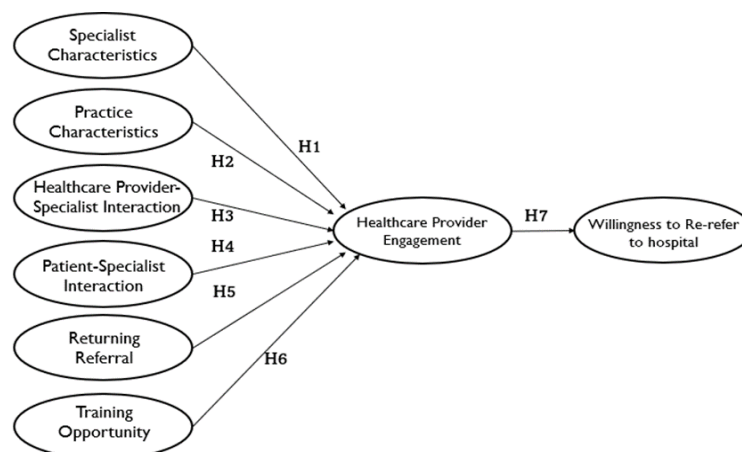 Specialist
Characteristics
H1
Practice
Characteristics
H2
Healthcare Provider-
Specialist Interaction
H3
Healthcare Provider
Engagement
H7
Willingness to Re-refer
to hospital
H4
Patient-Specialist
Interaction
H5
Returning
Referral
H6
Training
Opportunity